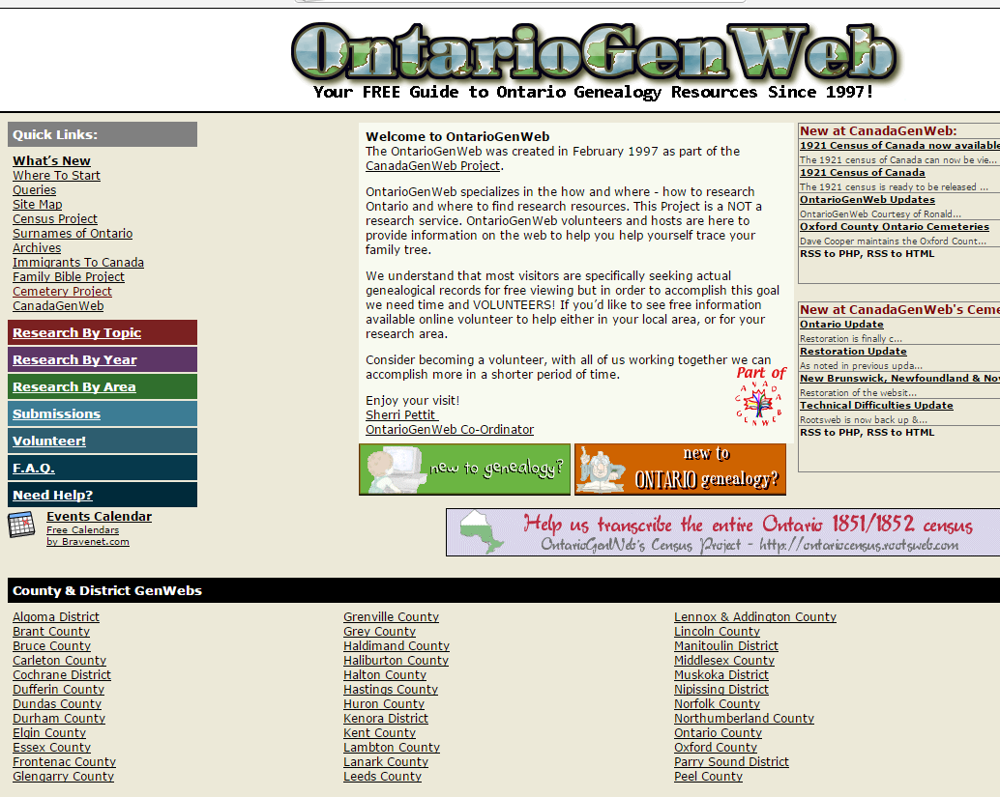 OntarioGenWeb
Your FREE Guide to Ontario Genealogy Resources Since 1997!
Quick Links:
What's New
Where To Start
Queries
Site Map
Census Project
Surnames of Ontario
Archives
Immigrants To Canada
Family Bible Project
Cemetery Project
CanadaGenWeb
Research By Topic
Research By Year
Research By Area
Submissions
Volunteer!
F.A.Q.
Need Help?
Events Calendar
Free Calendars
by Bravenet.com
Welcome to OntarioGenWeb
The OntarioGenWeb was created in February 1997 as part of the
CanadaGenWeb Project.
OntarioGenWeb specializes in the how and where - how to research
Ontario and where to find research resources. This Project is a NOT a
research service. OntarioGenWeb volunteers and hosts are here to
provide information on the web to help you help yourself trace your
family tree.
We understand that most visitors are specifically seeking actual
genealogical records for free viewing but in order to accomplish this goal
we need time and VOLUNTEERS! If you'd like to see free information
available online volunteer to help either in your local area, or for your
research area.
Consider becoming a volunteer, with all of us working together we can
accomplish more in a shorter period of time.
Enjoy your visit!
Sherri Pettit
OntarioGenWeb Co-Ordinator
Part of
CANADA
GENWEB
new to genealogy?
new to
ONTARIO genealogy?
New at CanadaGenWeb:
1921 Census of Canada now available
The 1921 census of Canada can now be vie...
1921 Census of Canada
The 1921 census is ready to be released ...
OntarioGenWeb Updates
OntarioGenWeb Courtesy of Ronald...
Oxford County Ontario Cemeteries
Dave Cooper maintains the Oxford Count...
RSS to PHP, RSS to HTML
New at CanadaGenWeb's Ceme
Ontario Update
Restoration is finally c...
Restoration Update
As noted in previous upda...
New Brunswick, Newfoundland & No
Restoration of the websit...
Technical Difficulties Update
Rootsweb is now back up &...
RSS to PHP, RSS to HTML
Help us transcribe the entire Ontario 1851/1852 census
OntarioGenWeb's Census Project - http://ontariocensus.rootsweb.com
County & District GenWebs
Algoma District
Brant County
Bruce County
Carleton County
Cochrane District
Dufferin County
Dundas County
Durham County
Elgin County
Essex County
Frontenac County
Glengarry County
Grenville County
Grey County
Haldimand County
Haliburton County
Halton County
Hastings County
Huron County
Kenora District
Kent County
Lambton County
Lanark County
Leeds County
Lennox & Addington County
Lincoln County
Manitoulin District
Middlesex County
Muskoka District
Nipissing District
Norfolk County
Northumberland County
Ontario County
Oxford County
Parry Sound District
Peel County